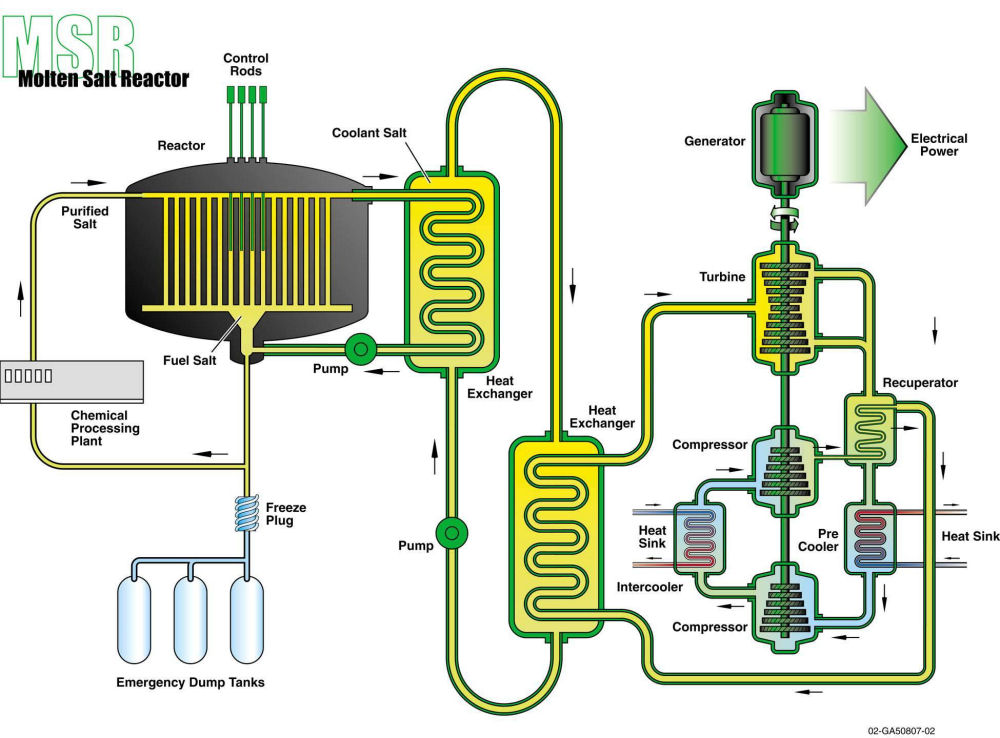 MSR
Molten Salt Reactor
Control
Rods
Reactor
Coolant Salt
Generator
Electrical
Power
Purified
Salt
Turbine
Fuel Salt
Pump
Heat
Exchanger
Recuperator
Chemical
Processing
Plant
Heat
Exchanger
Compressor
Freeze
Plug
Pump
Heat
Sink
Pre
Cooler
Heat Sink
Intercooler
Compressor
Emergency Dump Tanks
02-GA50807-02